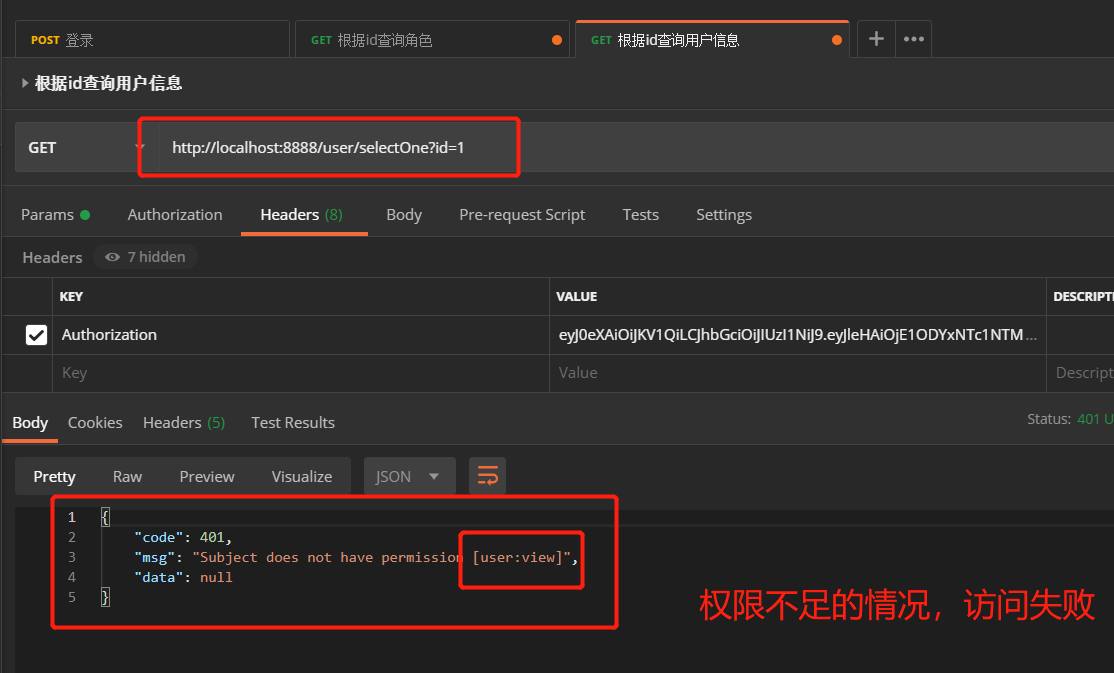 POST 登录
GET 根据id查询角色
GET 根据id查询用户信息
根据id查询用户信息
GET http://localhost:8888/user/selectOne?id=1
Params Authorization Headers (8) Body Pre-request Script Tests Settings
Headers 7 hidden
KEY VALUE DESCRIPTI
Authorization eyJ0eXAiOiJKV1QiLCJhbGciOiJIUzI1NiJ9.eyJleHAiOjE1ODYxNTc1NTM...
Key Value Descript
Body Cookies Headers (5) Test Results Status: 401 U
Pretty Raw Preview Visualize JSON
1 {
2 "code": 401,
3 "msg": "Subject does not have permission [user:view]",
4 "data": null
5 }
权限不足的情况，访问失败